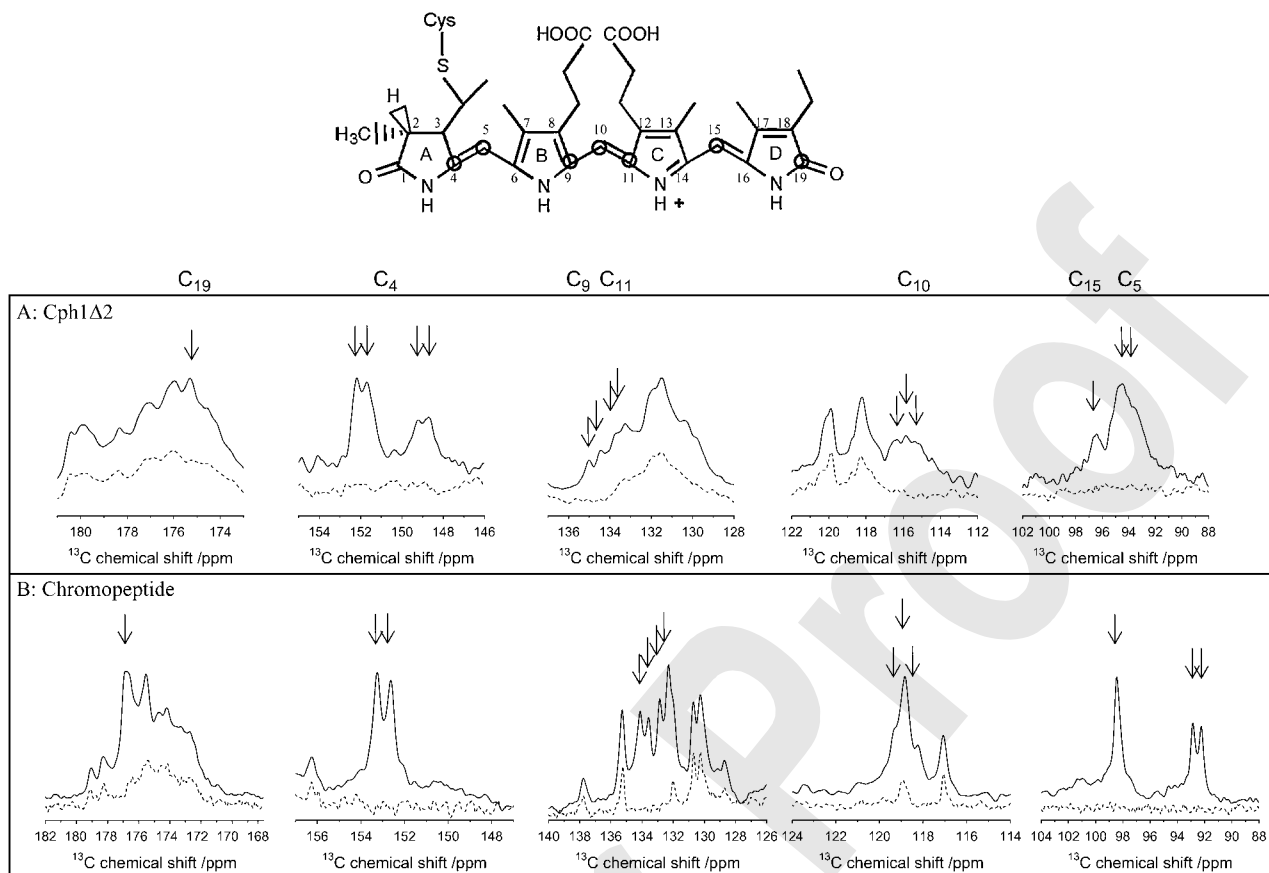 Cys
S
HOOC COOH
H
H₃C
2 3 5 7 8 10 12 13 15 17 18
A B C D
O 1 4 6 9 11 14 16 19 O
N H N H N H + N H
C₁₉ C₄ C₉ C₁₁ C₁₀ C₁₅ C₅
A: Cph1Δ2
180 178 176 174
154 152 150 148 146
136 134 132 130 128
122 120 118 116 114 112
102 100 98 96 94 92 90 88
¹³C chemical shift /ppm ¹³C chemical shift /ppm ¹³C chemical shift /ppm ¹³C chemical shift /ppm ¹³C chemical shift /ppm
B: Chromopeptide
182 180 178 176 174 172 170 168
156 154 152 150 148
140 138 136 134 132 130 128 126
124 122 120 118 116 114
104 102 100 98 96 94 92 90 88
¹³C chemical shift /ppm ¹³C chemical shift /ppm ¹³C chemical shift /ppm ¹³C chemical shift /ppm ¹³C chemical shift /ppm
Proof